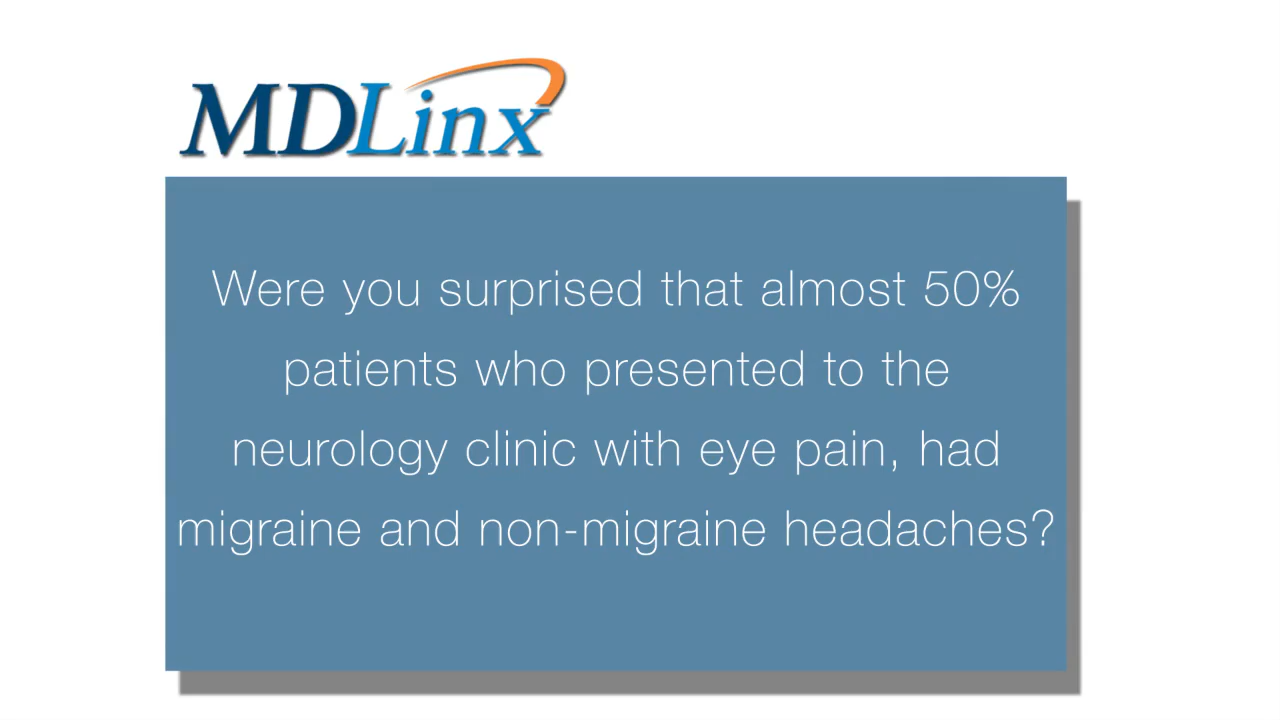 MDLinx
Were you surprised that almost 50%
patients who presented to the
neurology clinic with eye pain, had
migraine and non-migraine headaches?